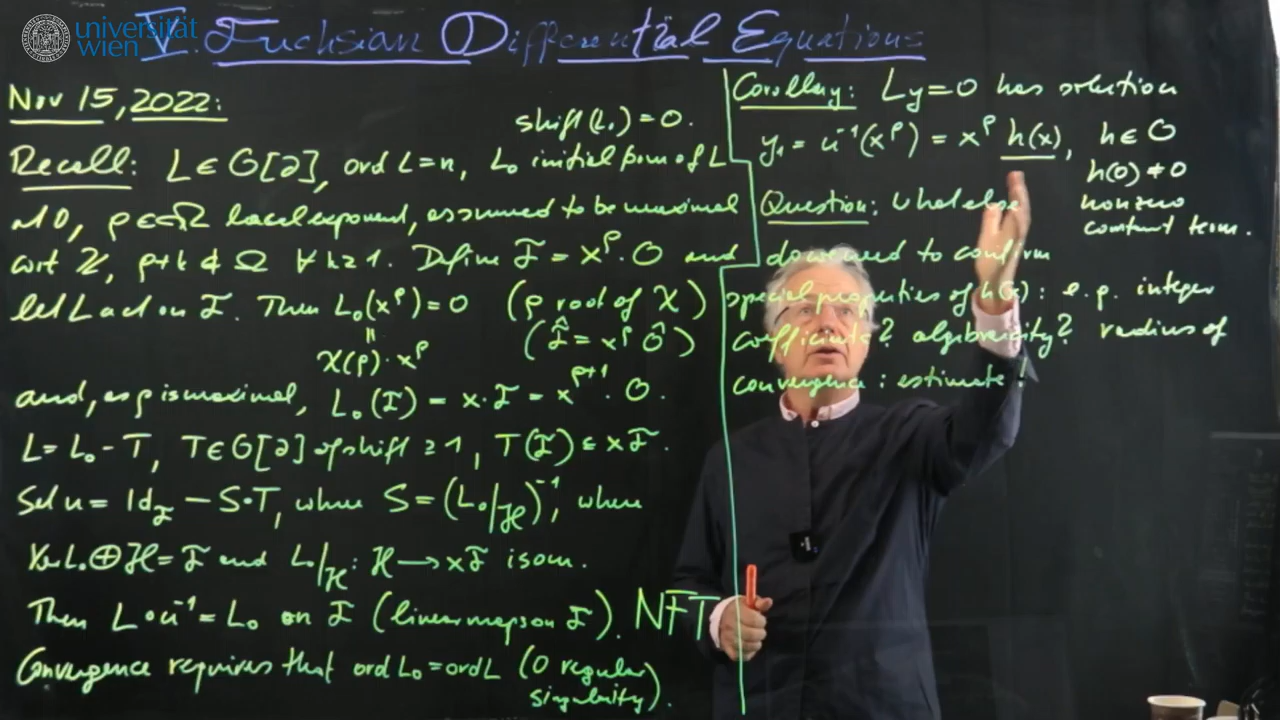 universität
wien
V. Fuchsian Differential Equations
Nov 15, 2022:
shift(L₀) = 0.
Recall: L ∈ O[∂], ord L = n, L₀ initial form of L
at 0, ρ ∈ Ω local exponent, assumed to be maximal
wrt ℤ, ρ+k ∉ Ω ∀ k ≥ 1. Define F = x^ρ · O and
let L act on F. Then L₀(x^ρ) = 0 (ρ root of χ)
"
χ(ρ) · x^ρ
(F̂ = x^ρ Ô)
and, as ρ is maximal, L₀(F) = x · F = x^{ρ+1} · O.
L = L₀ - T, T ∈ O[∂] of shift ≥ 1, T(F) ⊆ xF.
Set u = Id_F - S∘T, where S = (L₀|_H)⁻¹, where
Ker L₀ ⊕ H = F and L₀|_H : H → xF isom.
Then L∘u⁻¹ = L₀ on F (linear maps on F). NFT
Convergence requires that ord L₀ = ord L (0 regular
singularity).
Corollary: Ly = 0 has solution
y₁ = u⁻¹(x^ρ) = x^ρ h(x), h ∈ O
h(0) ≠ 0
nonzero
constant term.
Question: What else
do we need to confirm
special properties of h(x): e.g. integer
coefficients? algebraicity? radius of
convergence: estimate